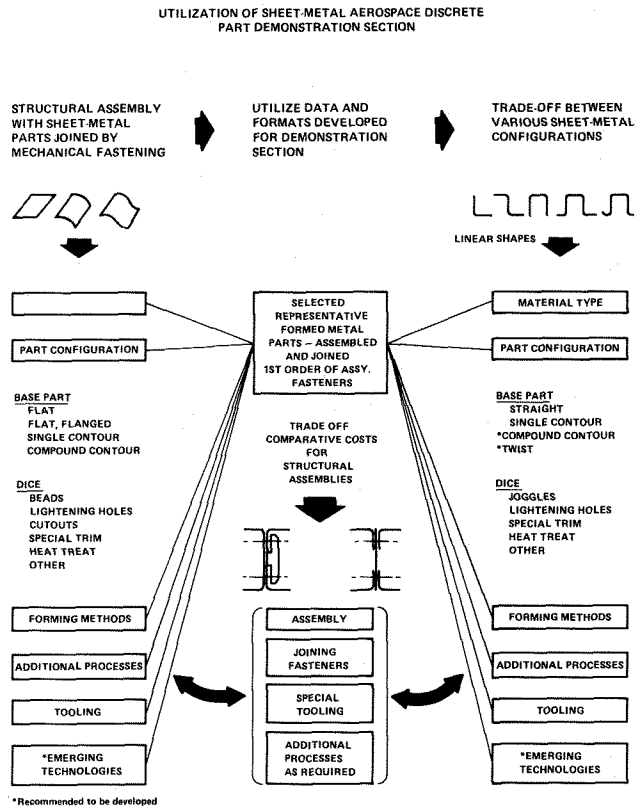 UTILIZATION OF SHEET-METAL AEROSPACE DISCRETE
PART DEMONSTRATION SECTION
STRUCTURAL ASSEMBLY
WITH SHEET-METAL
PARTS JOINED BY
MECHANICAL FASTENING
UTILIZE DATA AND
FORMATS DEVELOPED
FOR DEMONSTRATION
SECTION
TRADE-OFF BETWEEN
VARIOUS SHEET-METAL
CONFIGURATIONS
LINEAR SHAPES
PART CONFIGURATION
BASE PART
FLAT
FLAT, FLANGED
SINGLE CONTOUR
COMPOUND CONTOUR
DICE
BEADS
LIGHTENING HOLES
CUTOUTS
SPECIAL TRIM
HEAT TREAT
OTHER
FORMING METHODS
ADDITIONAL PROCESSES
TOOLING
*EMERGING
TECHNOLOGIES
SELECTED
REPRESENTATIVE
FORMED METAL
PARTS – ASSEMBLED
AND JOINED
1ST ORDER OF ASSY.
FASTENERS
TRADE OFF
COMPARATIVE COSTS
FOR
STRUCTURAL
ASSEMBLIES
ASSEMBLY
JOINING
FASTENERS
SPECIAL
TOOLING
ADDITIONAL
PROCESSES
AS REQUIRED
MATERIAL TYPE
PART CONFIGURATION
BASE PART
STRAIGHT
SINGLE CONTOUR
*COMPOUND CONTOUR
*TWIST
DICE
JOGGLES
LIGHTENING HOLES
SPECIAL TRIM
HEAT TREAT
OTHER
FORMING METHODS
ADDITIONAL PROCESSES
TOOLING
*EMERGING
TECHNOLOGIES
*Recommended to be developed